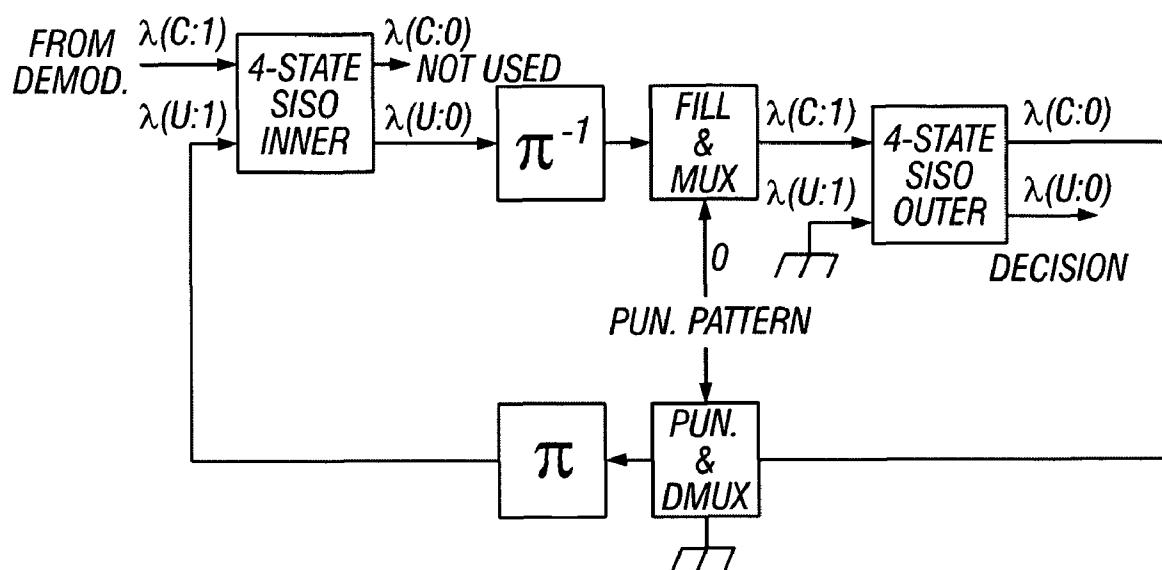 FROM
DEMOD.
λ(C:1)
λ(U:1)
4-STATE
SISO
INNER
λ(C:0)
NOT USED
λ(U:0)
π⁻¹
FILL
&
MUX
λ(C:1)
λ(U:1)
4-STATE
SISO
OUTER
λ(C:0)
λ(U:0)
DECISION
0
PUN. PATTERN
π
PUN.
&
DMUX